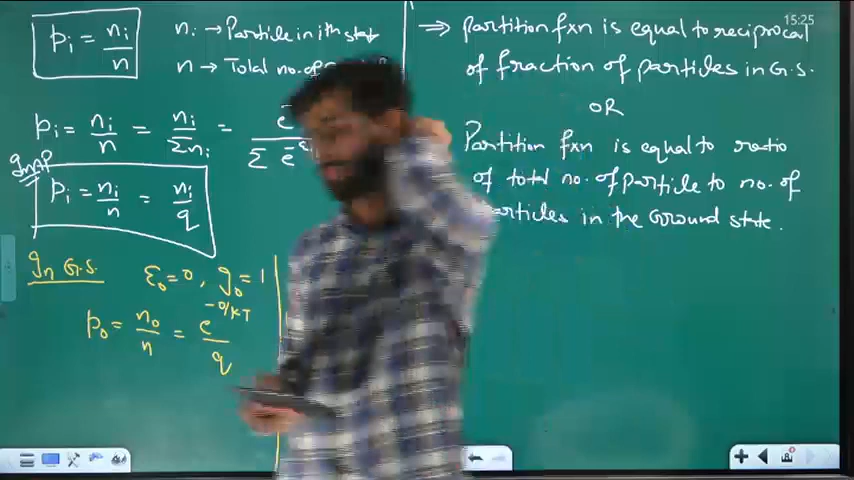 pi = ni/n
ni → Particle in ith stat
n → Total no. of
pi = ni/n = ni/Σni = e / Σ e^-ε
Imp
pi = ni/n = ni/q
In G.S. ε0=0, g0=1
p0 = n0/n = e^-0/KT / q
⇒ Partition fxn is equal to reciprocal
of fraction of particles in G.S.
OR
Partition fxn is equal to ratio
of total no. of particle to no. of
articles in the Ground state.
15:25